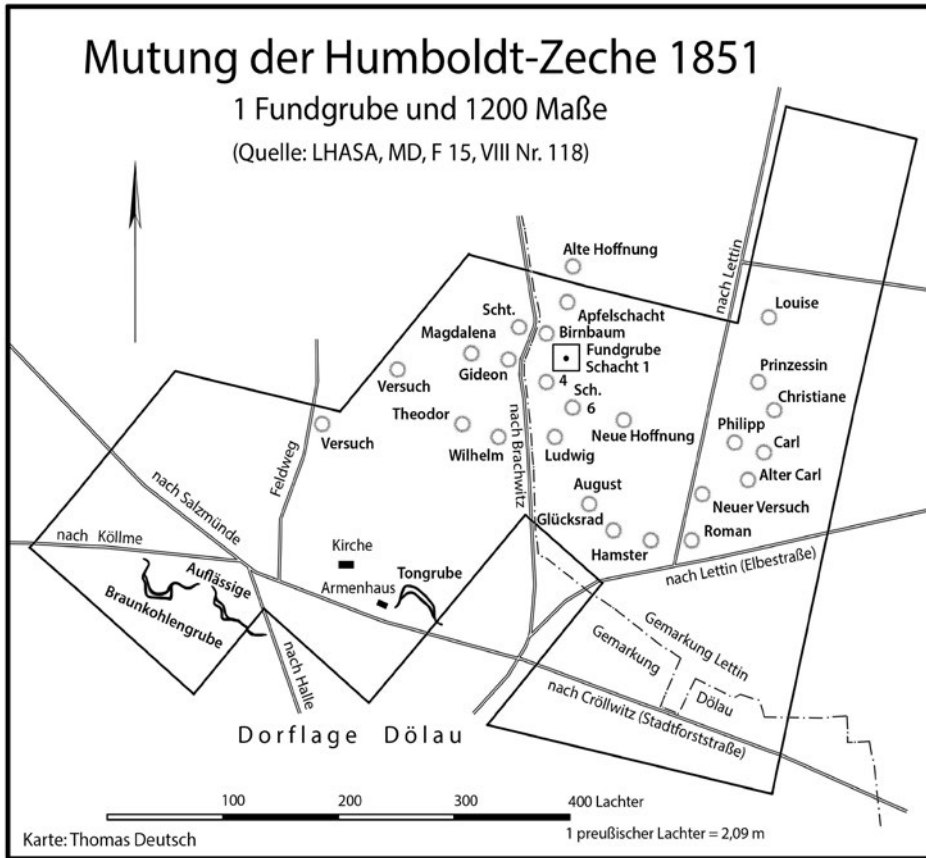 Mutung der Humboldt-Zeche 1851
1 Fundgrube und 1200 Maße
(Quelle: LHASA, MD, F 15, VIII Nr. 118)
Alte Hoffnung
nach Lettin
Louise
Scht.
Apfelschacht
Magdalena
Birnbaum
Fundgrube
Schacht 1
Gideon
Versuch
4
Sch.
6
Prinzessin
Christiane
Theodor
nach Brachwitz
Versuch
Wilhelm
Ludwig
Neue Hoffnung
Philipp
Carl
Feldweg
Alter Carl
nach Salzmünde
August
Neuer Versuch
Glücksrad
Roman
nach Köllme
Kirche
Hamster
nach Lettin (Elbestraße)
Auflässige
Braunkohlengrube
Armenhaus
Tongrube
Gemarkung Lettin
Gemarkung
Dölau
nach Halle
nach Cröllwitz (Stadtforststraße)
Dorflage Dölau
100
200
300
400 Lachter
1 preußischer Lachter = 2,09 m
Karte: Thomas Deutsch